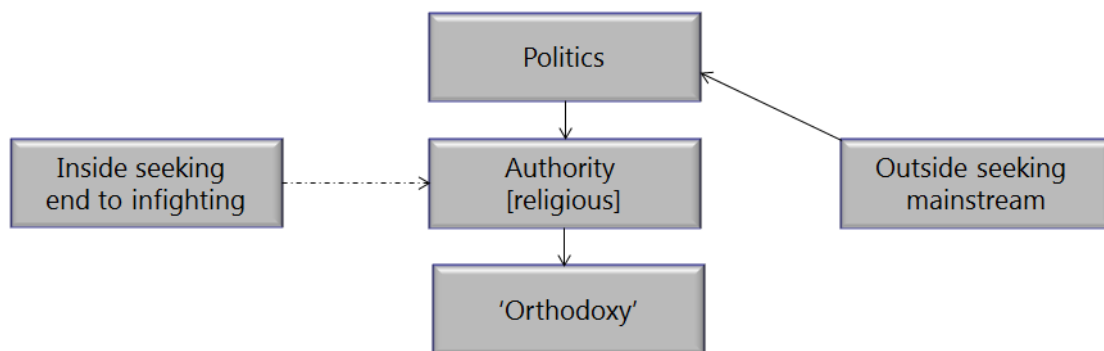 Politics
Inside seeking
end to infighting
Authority
[religious]
Outside seeking
mainstream
‘Orthodoxy’